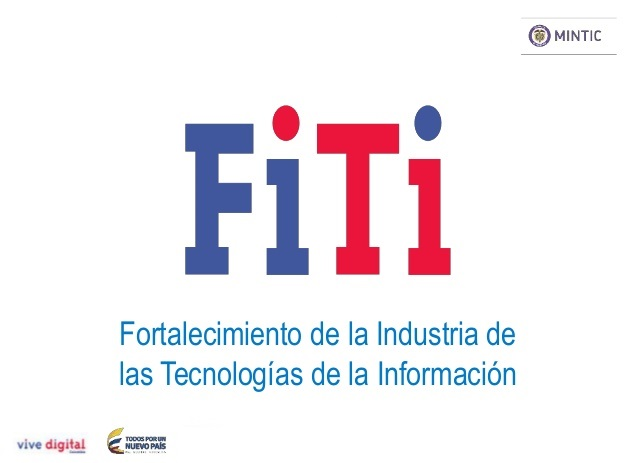 MINTIC
FiTi
Fortalecimiento de la Industria de
las Tecnologías de la Información
vive digital
TODOS POR UN
NUEVO PAÍS